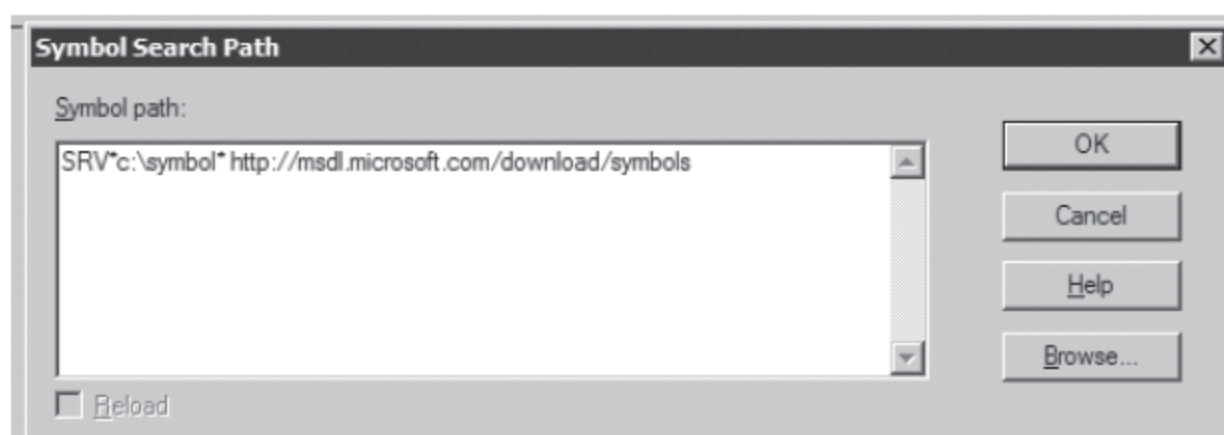 Symbol Search Path
Symbol path:
SRV*c:\symbol* http://msdl.microsoft.com/download/symbols
OK
Cancel
Help
Browse...
Reload